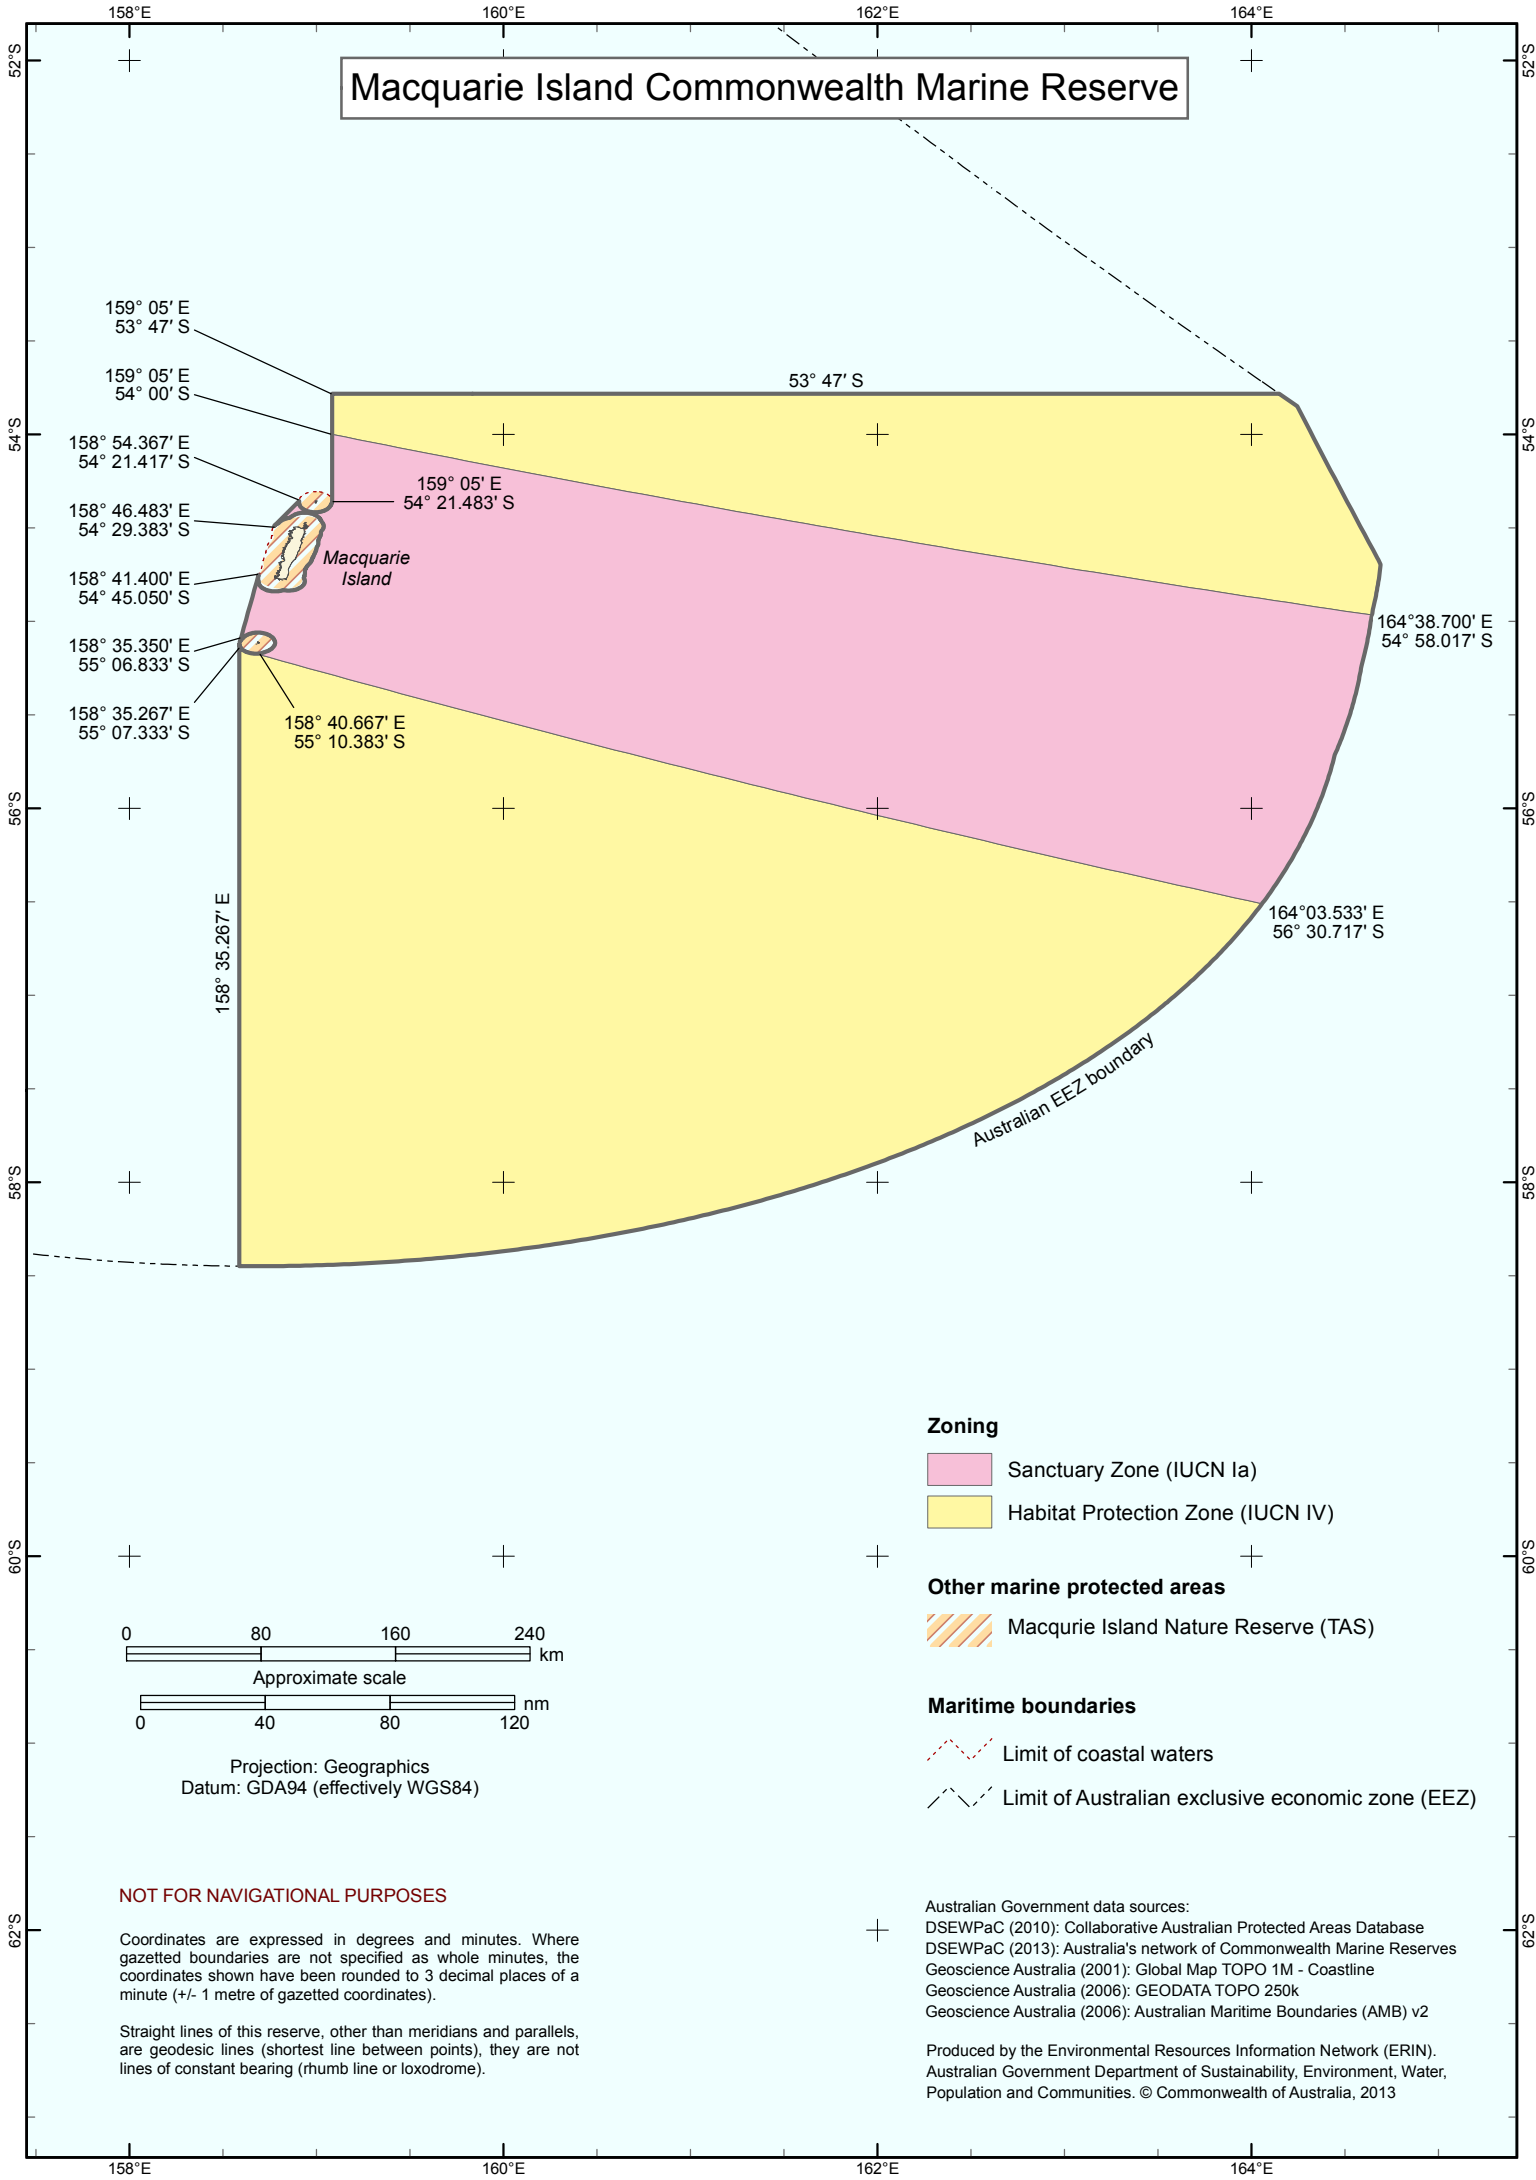 158°E
160°E
162°E
164°E
52°S
52°S
Macquarie Island Commonwealth Marine Reserve
159° 05′ E
53° 47′ S
53° 47′ S
159° 05′ E
54° 00′ S
54°S
54°S
158° 54.367′ E
54° 21.417′ S
159° 05' E
54° 21.483' S
158° 46.483′ E
54° 29.383′ S
Macquarie
Island
158° 41.400' E
54° 45.050' S
164°38.700' E
54° 58.017' S
158° 35.350' E
55° 06.833' S
158° 35.267' E
55° 07.333' S
158° 40.667' E
55° 10.383' S
56°S
56°S
158° 35.267′ E
164°03.533' E
56° 30.717' S
Australian EEZ boundary
58°S
58°S
Zoning
Sanctuary Zone (IUCN Ia)
Habitat Protection Zone (IUCN IV)
60°S
60°S
Other marine protected areas
Macqurie Island Nature Reserve (TAS)
0 80 160 240
km
Approximate scale
nm
0 40 80 120
Projection: Geographics
Datum: GDA94 (effectively WGS84)
Maritime boundaries
Limit of coastal waters
Limit of Australian exclusive economic zone (EEZ)
NOT FOR NAVIGATIONAL PURPOSES
Coordinates are expressed in degrees and minutes. Where
gazetted boundaries are not specified as whole minutes, the
coordinates shown have been rounded to 3 decimal places of a
minute (+/- 1 metre of gazetted coordinates).
Straight lines of this reserve, other than meridians and parallels,
are geodesic lines (shortest line between points), they are not
lines of constant bearing (rhumb line or loxodrome).
62°S
62°S
Australian Government data sources:
DSEWPaC (2010): Collaborative Australian Protected Areas Database
DSEWPaC (2013): Australia's network of Commonwealth Marine Reserves
Geoscience Australia (2001): Global Map TOPO 1M - Coastline
Geoscience Australia (2006): GEODATA TOPO 250k
Geoscience Australia (2006): Australian Maritime Boundaries (AMB) v2
Produced by the Environmental Resources Information Network (ERIN).
Australian Government Department of Sustainability, Environment, Water,
Population and Communities. © Commonwealth of Australia, 2013
158°E
160°E
162°E
164°E